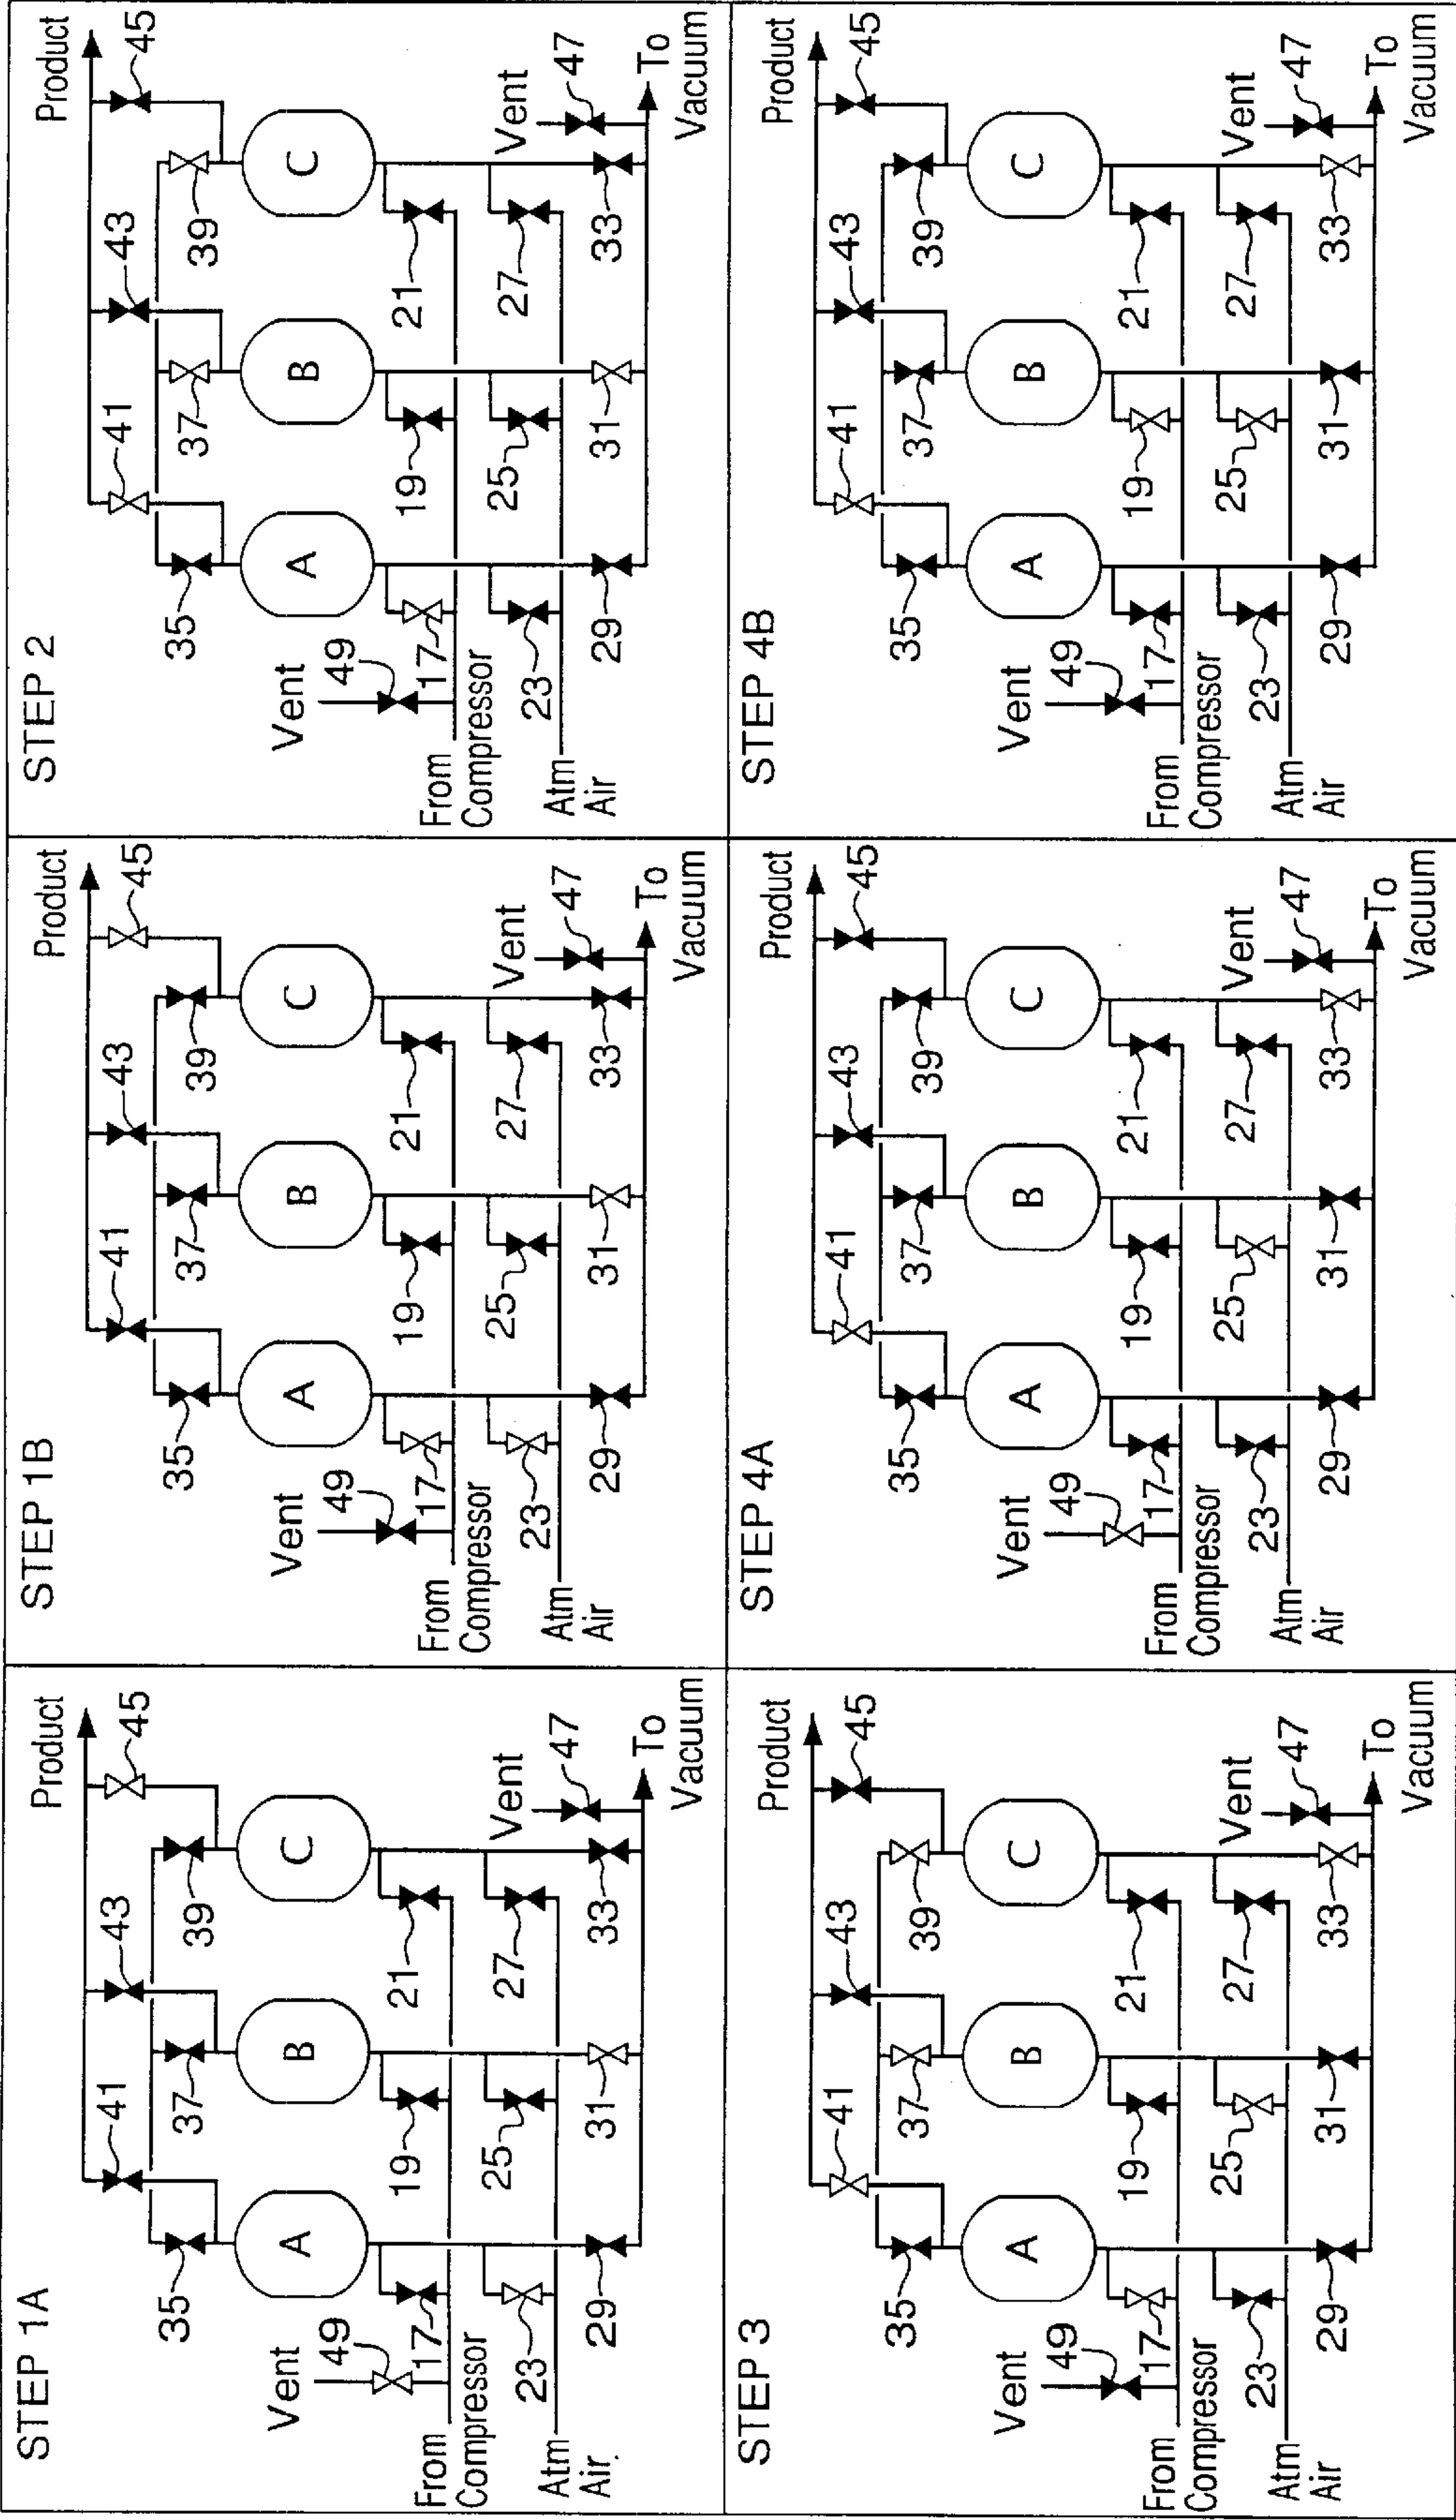 STEP 1A
Product
45
43
41
35
37
39
A
B
C
Vent
49
17
19
21
From
Compressor
23
25
27
Atm
Air
Vent
47
29
31
33
To
Vacuum
STEP 1B
Product
45
43
41
35
37
39
A
B
C
Vent
49
17
19
21
From
Compressor
23
25
27
Atm
Air
Vent
47
29
31
33
To
Vacuum
STEP 2
Product
45
43
41
35
37
39
A
B
C
Vent
49
17
19
21
From
Compressor
23
25
27
Atm
Air
Vent
47
29
31
33
To
Vacuum
STEP 3
Product
45
43
41
35
37
39
A
B
C
Vent
49
17
19
21
From
Compressor
23
25
27
Atm
Air
Vent
47
29
31
33
To
Vacuum
STEP 4A
Product
45
43
41
35
37
39
A
B
C
Vent
49
17
19
21
From
Compressor
23
25
27
Atm
Air
Vent
47
29
31
33
To
Vacuum
STEP 4B
Product
45
43
41
35
37
39
A
B
C
Vent
49
17
19
21
From
Compressor
23
25
27
Atm
Air
Vent
47
29
31
33
To
Vacuum